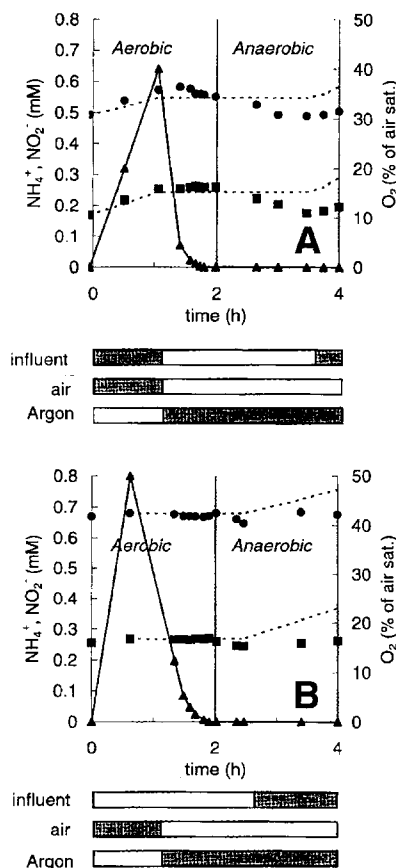 Aerobic
Anaerobic
NH₄⁺, NO₂⁻ (mM)
0.8
0.7
0.6
0.5
0.4
0.3
0.2
0.1
0
O₂ (% of air sat.)
50
40
30
20
10
0
A
0 1 2 3 4
time (h)
influent
air
Argon
Aerobic
Anaerobic
NH₄⁺, NO₂⁻ (mM)
0.8
0.7
0.6
0.5
0.4
0.3
0.2
0.1
0
O₂ (% of air sat.)
50
40
30
20
10
0
B
0 1 2 3 4
time (h)
influent
air
Argon